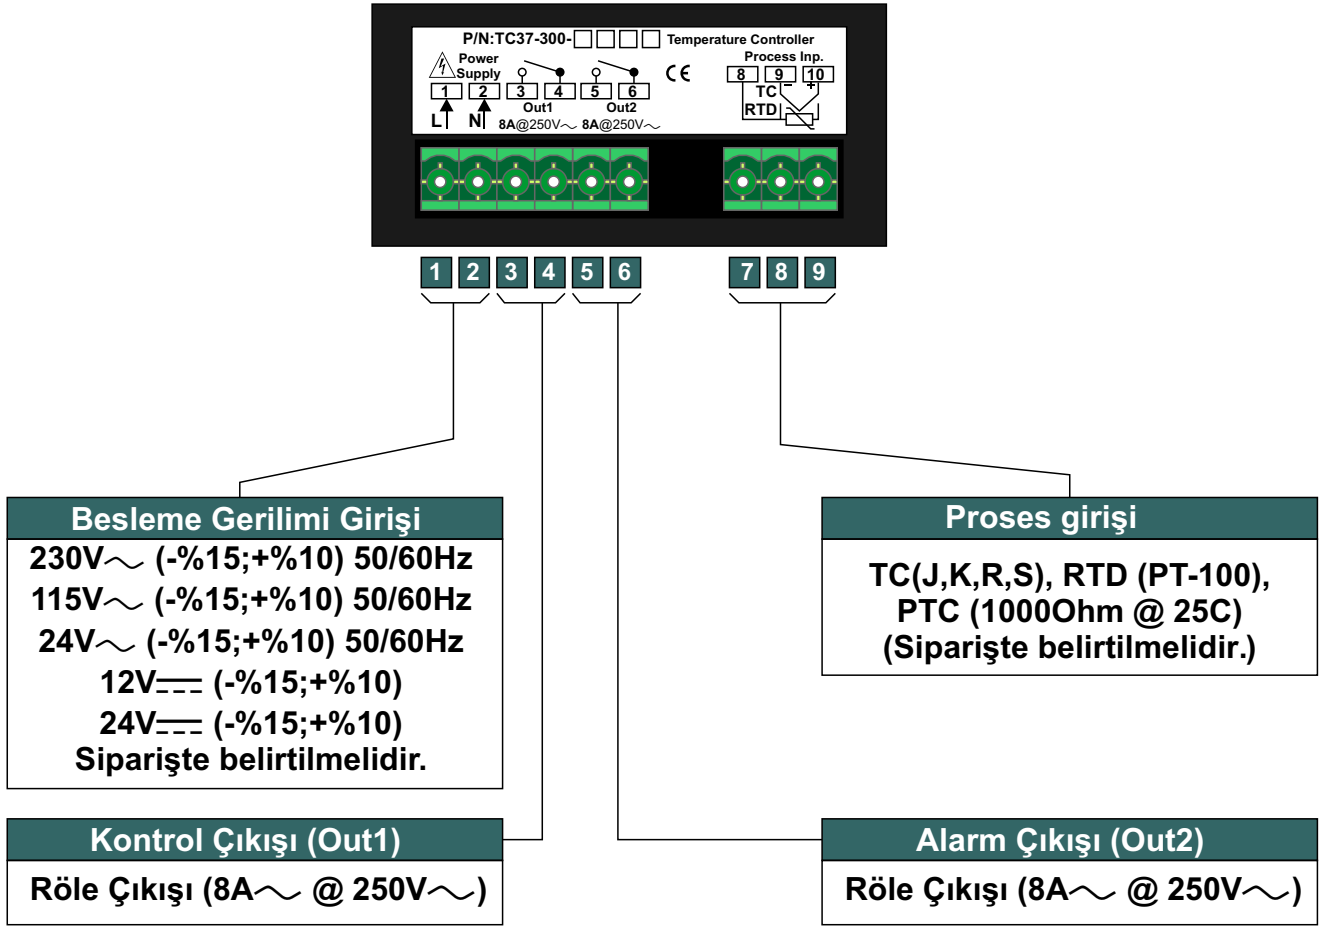 P/N:TC37-300- Temperature Controller
Power Supply
Process Inp.
1 2 3 4 5 6
8 9 10
CE
L N
Out1
Out2
8A@250V～ 8A@250V～
TC - +
RTD
1 2 3 4 5 6 7 8 9
Besleme Gerilimi Girişi
230V～ (-%15;+%10) 50/60Hz
115V～ (-%15;+%10) 50/60Hz
24V～ (-%15;+%10) 50/60Hz
12V⎓ (-%15;+%10)
24V⎓ (-%15;+%10)
Siparişte belirtilmelidir.
Proses girişi
TC(J,K,R,S), RTD (PT-100),
PTC (1000Ohm @ 25C)
(Siparişte belirtilmelidir.)
Kontrol Çıkışı (Out1)
Röle Çıkışı (8A～ @ 250V～)
Alarm Çıkışı (Out2)
Röle Çıkışı (8A～ @ 250V～)